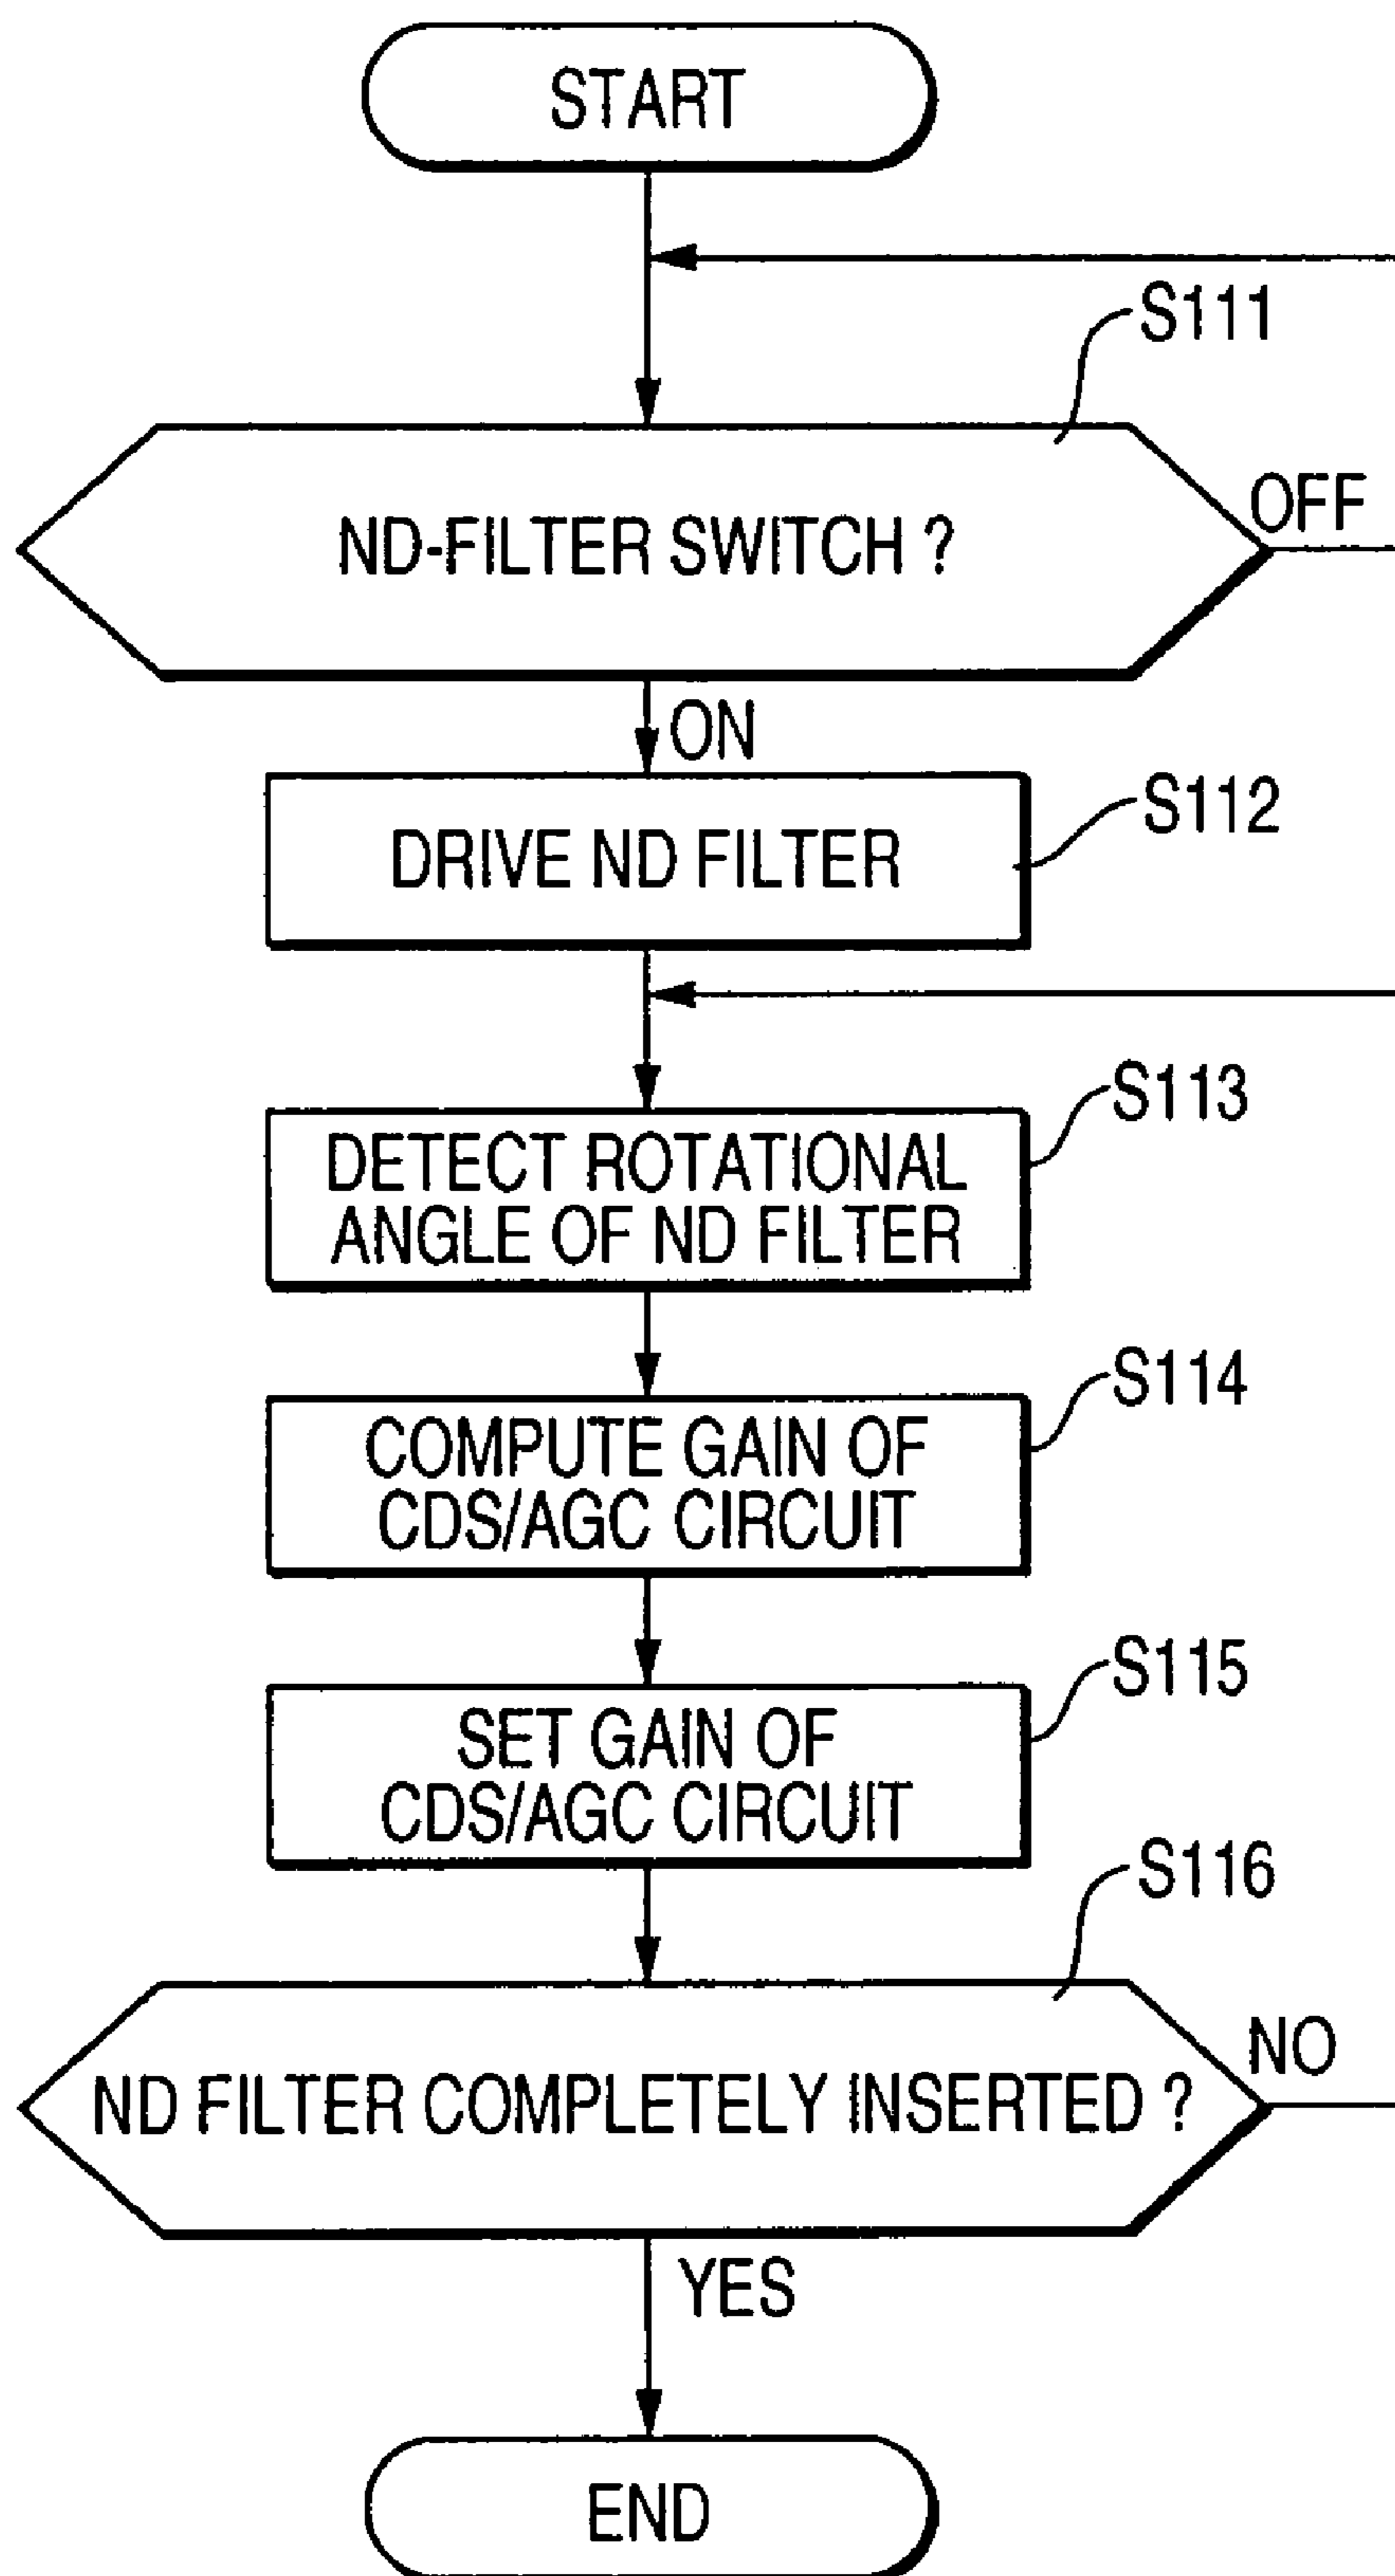 START
S111
ND-FILTER SWITCH ?
OFF
ON
DRIVE ND FILTER
S112
S113
DETECT ROTATIONAL
ANGLE OF ND FILTER
S114
COMPUTE GAIN OF
CDS/AGC CIRCUIT
S115
SET GAIN OF
CDS/AGC CIRCUIT
S116
ND FILTER COMPLETELY INSERTED ?
NO
YES
END